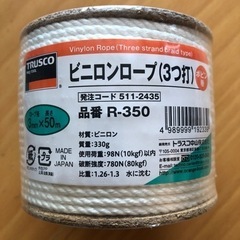 Vinylon Rope(Three strand
type)
TRUSCO
ビニロンロープ(3つ打)
発注コード 511-2435
品番 R-350
×50m
材質:ビニロン
質量:330g
使用荷重:98N(10kgf)以内
破断強度:780N(80kgf)
比重:1.26-1.3 水に沈む
MADE IN
JAPAN
トラスコ中山株式会社